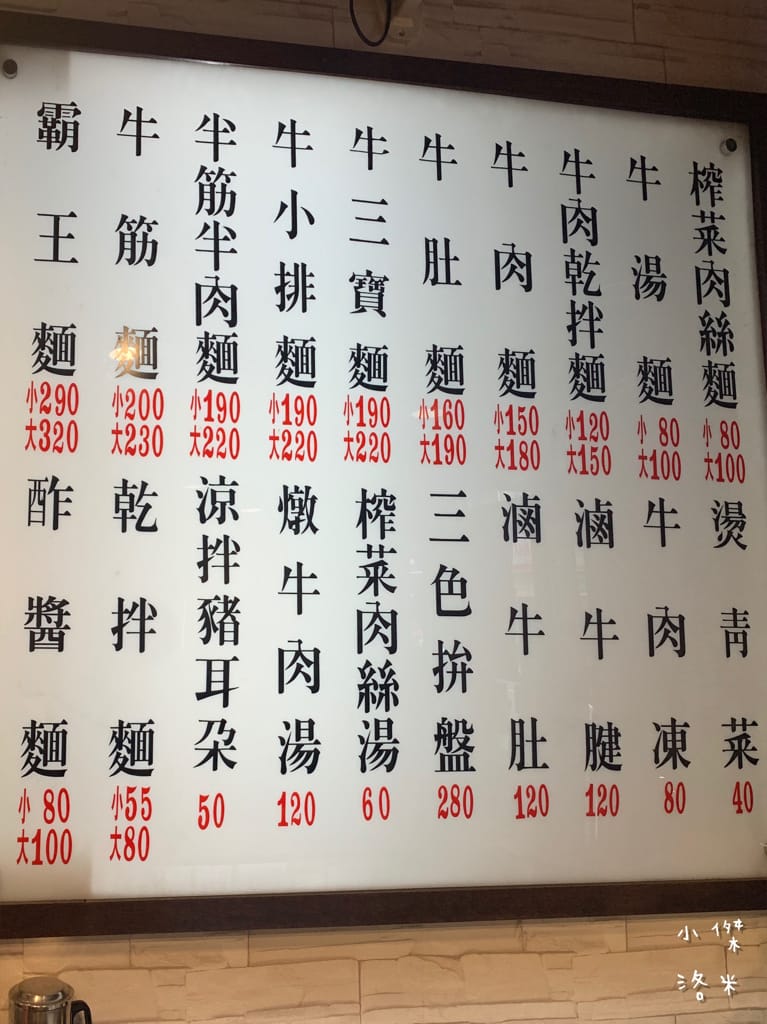 榨菜肉絲麵 小80 大100
牛湯麵 小80 大100
牛肉乾拌麵 小120 大150
牛肉麵 小150 大180
牛肚麵 小160 大190
牛三寶麵 小190 大220
牛小排麵 小190 大220
半筋半肉麵 小190 大220
牛筋麵 小200 大230
霸王麵 小290 大320
燙青菜 40
牛肉凍 80
滷牛腱 120
滷牛肚 120
三色拚盤 280
榨菜肉絲湯 60
燉牛肉湯 120
涼拌豬耳朶 50
乾拌麵 小55 大80
酢醬麵 小80 大100
小傑
洛米